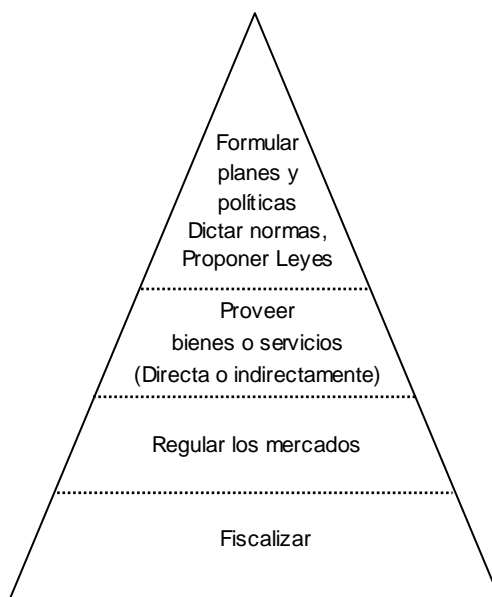 Formular
planes y
políticas
Dictar normas,
Proponer Leyes
Proveer
bienes o servicios
(Directa o indirectamente)
Regular los mercados
Fiscalizar